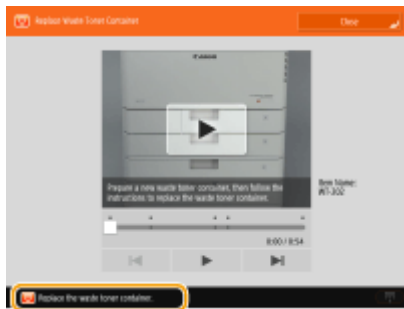 Replace Waste Toner Container
Close
Canon
Prepare a new waste toner container, then follow the
instructions to replace the waste toner container.
Item Name:
WT-202
0:00 / 0:54
Replace the waste toner container.